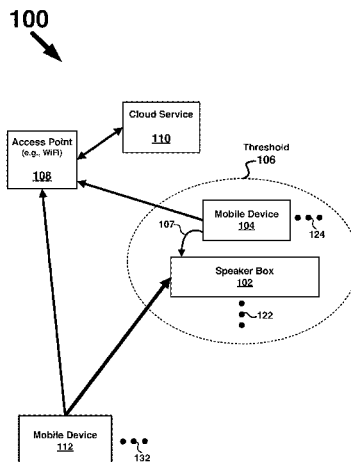 100
Cloud Service
110
Access Point
(e.g., WiFi)
108
Threshold
106
Mobile Device
104
124
107
Speaker Box
102
122
Mobile Device
112
132